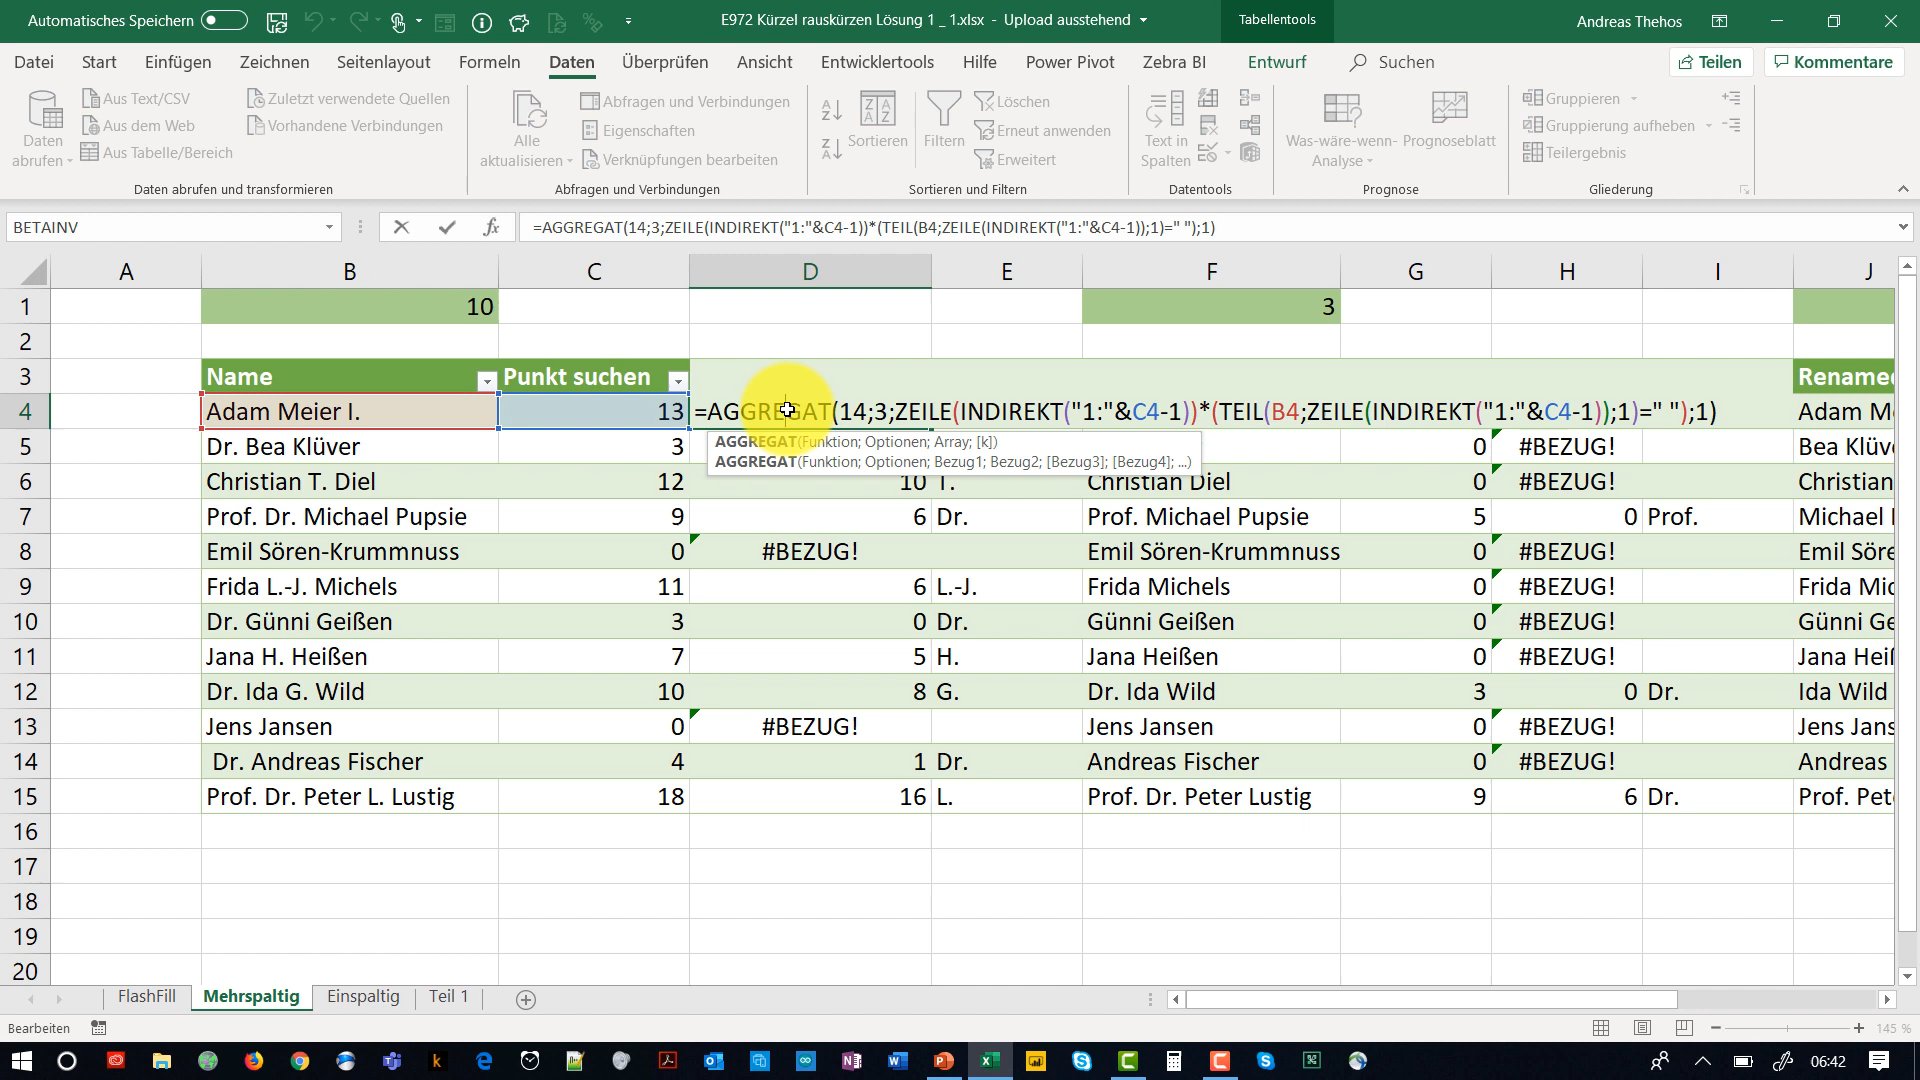 Automatisches Speichern
E972 Kürzel rauskürzen Lösung 1 _ 1.xlsx - Upload ausstehend
Tabellentools
Andreas Thehos
Datei Start Einfügen Zeichnen Seitenlayout Formeln Daten Überprüfen Ansicht Entwicklertools Hilfe Power Pivot Zebra BI Entwurf Suchen Teilen Kommentare
Daten abrufen
Aus Text/CSV
Aus dem Web
Aus Tabelle/Bereich
Zuletzt verwendete Quellen
Vorhandene Verbindungen
Daten abrufen und transformieren
Alle aktualisieren
Abfragen und Verbindungen
Eigenschaften
Verknüpfungen bearbeiten
Abfragen und Verbindungen
Sortieren
Filtern
Löschen
Erneut anwenden
Erweitert
Sortieren und Filtern
Text in Spalten
Datentools
Was-wäre-wenn-Analyse
Prognoseblatt
Prognose
Gruppieren
Gruppierung aufheben
Teilergebnis
Gliederung
BETAINV fx =AGGREGAT(14;3;ZEILE(INDIREKT("1:"&C4-1))*(TEIL(B4;ZEILE(INDIREKT("1:"&C4-1));1)=" ");1)
A B C D E F G H I J
1 10 3
2
3 Name Punkt suchen Renamed
4 Adam Meier I. 13 =AGGREGAT(14;3;ZEILE(INDIREKT("1:"&C4-1))*(TEIL(B4;ZEILE(INDIREKT("1:"&C4-1));1)=" ");1) Adam M
AGGREGAT(Funktion; Optionen; Array; [k])
AGGREGAT(Funktion; Optionen; Bezug1; Bezug2; [Bezug3]; [Bezug4]; ...)
5 Dr. Bea Klüver 3 0 #BEZUG! Bea Klüv
6 Christian T. Diel 12 10 T. Christian Diel 0 #BEZUG! Christian
7 Prof. Dr. Michael Pupsie 9 6 Dr. Prof. Michael Pupsie 5 0 Prof. Michael
8 Emil Sören-Krummnuss 0 #BEZUG! Emil Sören-Krummnuss 0 #BEZUG! Emil Söre
9 Frida L.-J. Michels 11 6 L.-J. Frida Michels 0 #BEZUG! Frida Mic
10 Dr. Günni Geißen 3 0 Dr. Günni Geißen 0 #BEZUG! Günni Ge
11 Jana H. Heißen 7 5 H. Jana Heißen 0 #BEZUG! Jana Heiß
12 Dr. Ida G. Wild 10 8 G. Dr. Ida Wild 3 0 Dr. Ida Wild
13 Jens Jansen 0 #BEZUG! Jens Jansen 0 #BEZUG! Jens Jans
14 Dr. Andreas Fischer 4 1 Dr. Andreas Fischer 0 #BEZUG! Andreas
15 Prof. Dr. Peter L. Lustig 18 16 L. Prof. Dr. Peter Lustig 9 6 Dr. Prof. Pet
16
17
18
19
20
FlashFill Mehrspaltig Einspaltig Teil 1
Bearbeiten 145 %
06:42